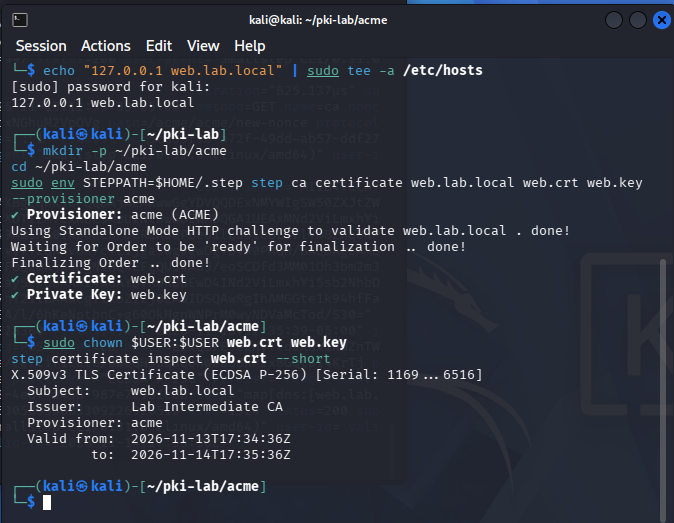 kali@kali: ~/pki-lab/acme
Session Actions Edit View Help
└─$ echo "127.0.0.1 web.lab.local" | sudo tee -a /etc/hosts
[sudo] password for kali:
127.0.0.1 web.lab.local
┌──(kali㉿kali)-[~/pki-lab]
└─$ mkdir -p ~/pki-lab/acme
cd ~/pki-lab/acme
sudo env STEPPATH=$HOME/.step step ca certificate web.lab.local web.crt web.key
--provisioner acme
✔ Provisioner: acme (ACME)
Using Standalone Mode HTTP challenge to validate web.lab.local . done!
Waiting for Order to be 'ready' for finalization .. done!
Finalizing Order .. done!
✔ Certificate: web.crt
✔ Private Key: web.key
┌──(kali㉿kali)-[~/pki-lab/acme]
└─$ sudo chown $USER:$USER web.crt web.key
step certificate inspect web.crt --short
X.509v3 TLS Certificate (ECDSA P-256) [Serial: 1169...6516]
Subject: web.lab.local
Issuer: Lab Intermediate CA
Provisioner: acme
Valid from: 2026-11-13T17:34:36Z
to: 2026-11-14T17:35:36Z
┌──(kali㉿kali)-[~/pki-lab/acme]
└─$